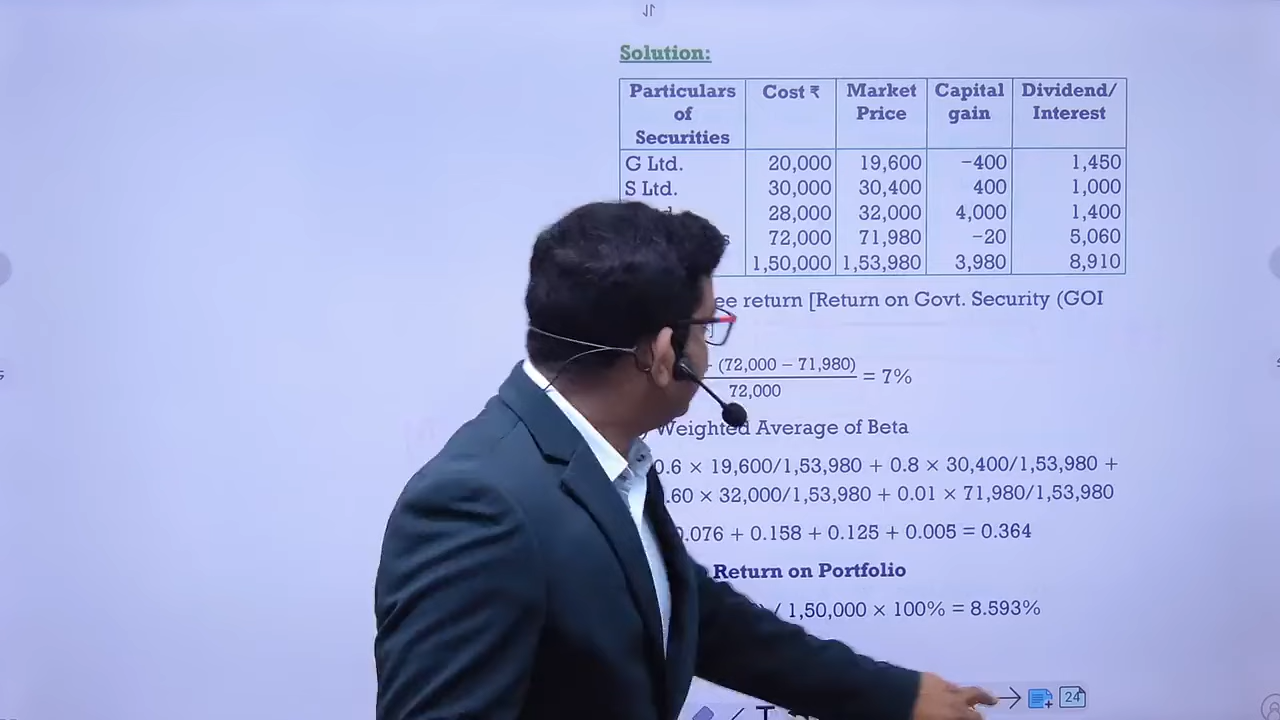 Solution:
Particulars of Securities Cost ₹ Market Price Capital gain Dividend/ Interest
G Ltd. 20,000 19,600 −400 1,450
S Ltd. 30,000 30,400 400 1,000
28,000 32,000 4,000 1,400
72,000 71,980 −20 5,060
1,50,000 1,53,980 3,980 8,910
return [Return on Govt. Security (GOI
(72,000 − 71,980)
72,000
= 7%
Weighted Average of Beta
0.6 × 19,600/1,53,980 + 0.8 × 30,400/1,53,980 +
.60 × 32,000/1,53,980 + 0.01 × 71,980/1,53,980
0.076 + 0.158 + 0.125 + 0.005 = 0.364
Return on Portfolio
/ 1,50,000 × 100% = 8.593%
24